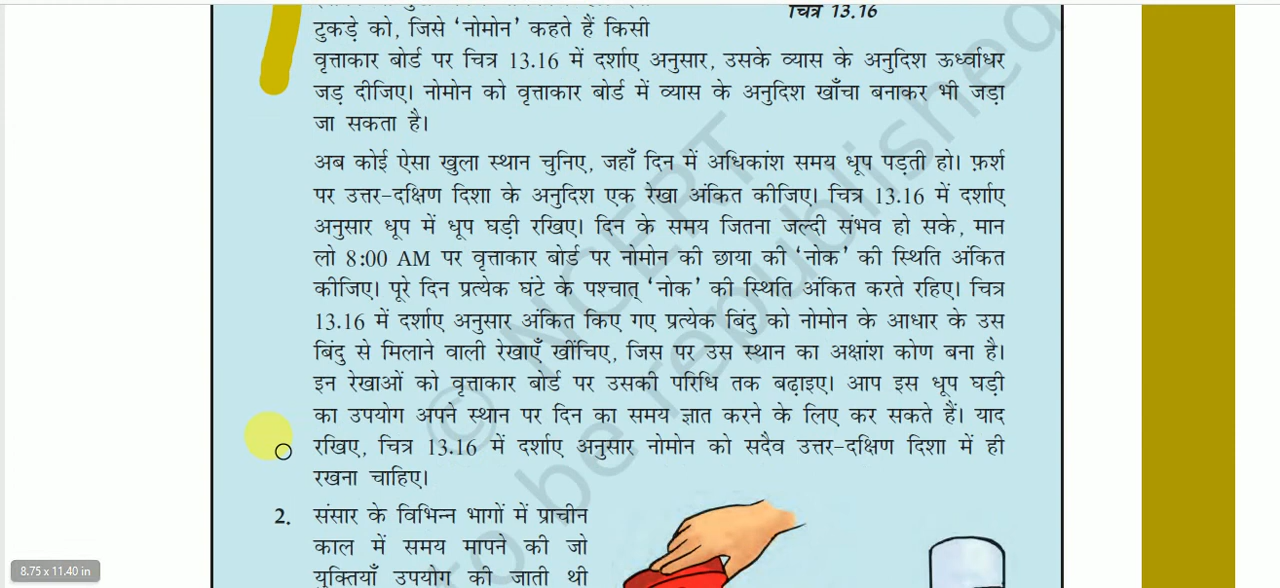 चित्र 13.16
टुकड़े को, जिसे ‘नोमोन’ कहते हैं किसी
वृत्ताकार बोर्ड पर चित्र 13.16 में दर्शाए अनुसार, उसके व्यास के अनुदिश ऊर्ध्वाधर
जड़ दीजिए। नोमोन को वृत्ताकार बोर्ड में व्यास के अनुदिश खाँचा बनाकर भी जड़ा
जा सकता है।
अब कोई ऐसा खुला स्थान चुनिए, जहाँ दिन में अधिकांश समय धूप पड़ती हो। फ़र्श
पर उत्तर-दक्षिण दिशा के अनुदिश एक रेखा अंकित कीजिए। चित्र 13.16 में दर्शाए
अनुसार धूप में धूप घड़ी रखिए। दिन के समय जितना जल्दी संभव हो सके, मान
लो 8:00 AM पर वृत्ताकार बोर्ड पर नोमोन की छाया की ‘नोक’ की स्थिति अंकित
कीजिए। पूरे दिन प्रत्येक घंटे के पश्चात् ‘नोक’ की स्थिति अंकित करते रहिए। चित्र
13.16 में दर्शाए अनुसार अंकित किए गए प्रत्येक बिंदु को नोमोन के आधार के उस
बिंदु से मिलाने वाली रेखाएँ खींचिए, जिस पर उस स्थान का अक्षांश कोण बना है।
इन रेखाओं को वृत्ताकार बोर्ड पर उसकी परिधि तक बढ़ाइए। आप इस धूप घड़ी
का उपयोग अपने स्थान पर दिन का समय ज्ञात करने के लिए कर सकते हैं। याद
रखिए, चित्र 13.16 में दर्शाए अनुसार नोमोन को सदैव उत्तर-दक्षिण दिशा में ही
रखना चाहिए।
2. संसार के विभिन्न भागों में प्राचीन
काल में समय मापने की जो
युक्तियाँ उपयोग की जाती थी
© NCERT
to be republished
8.75 x 11.40 in